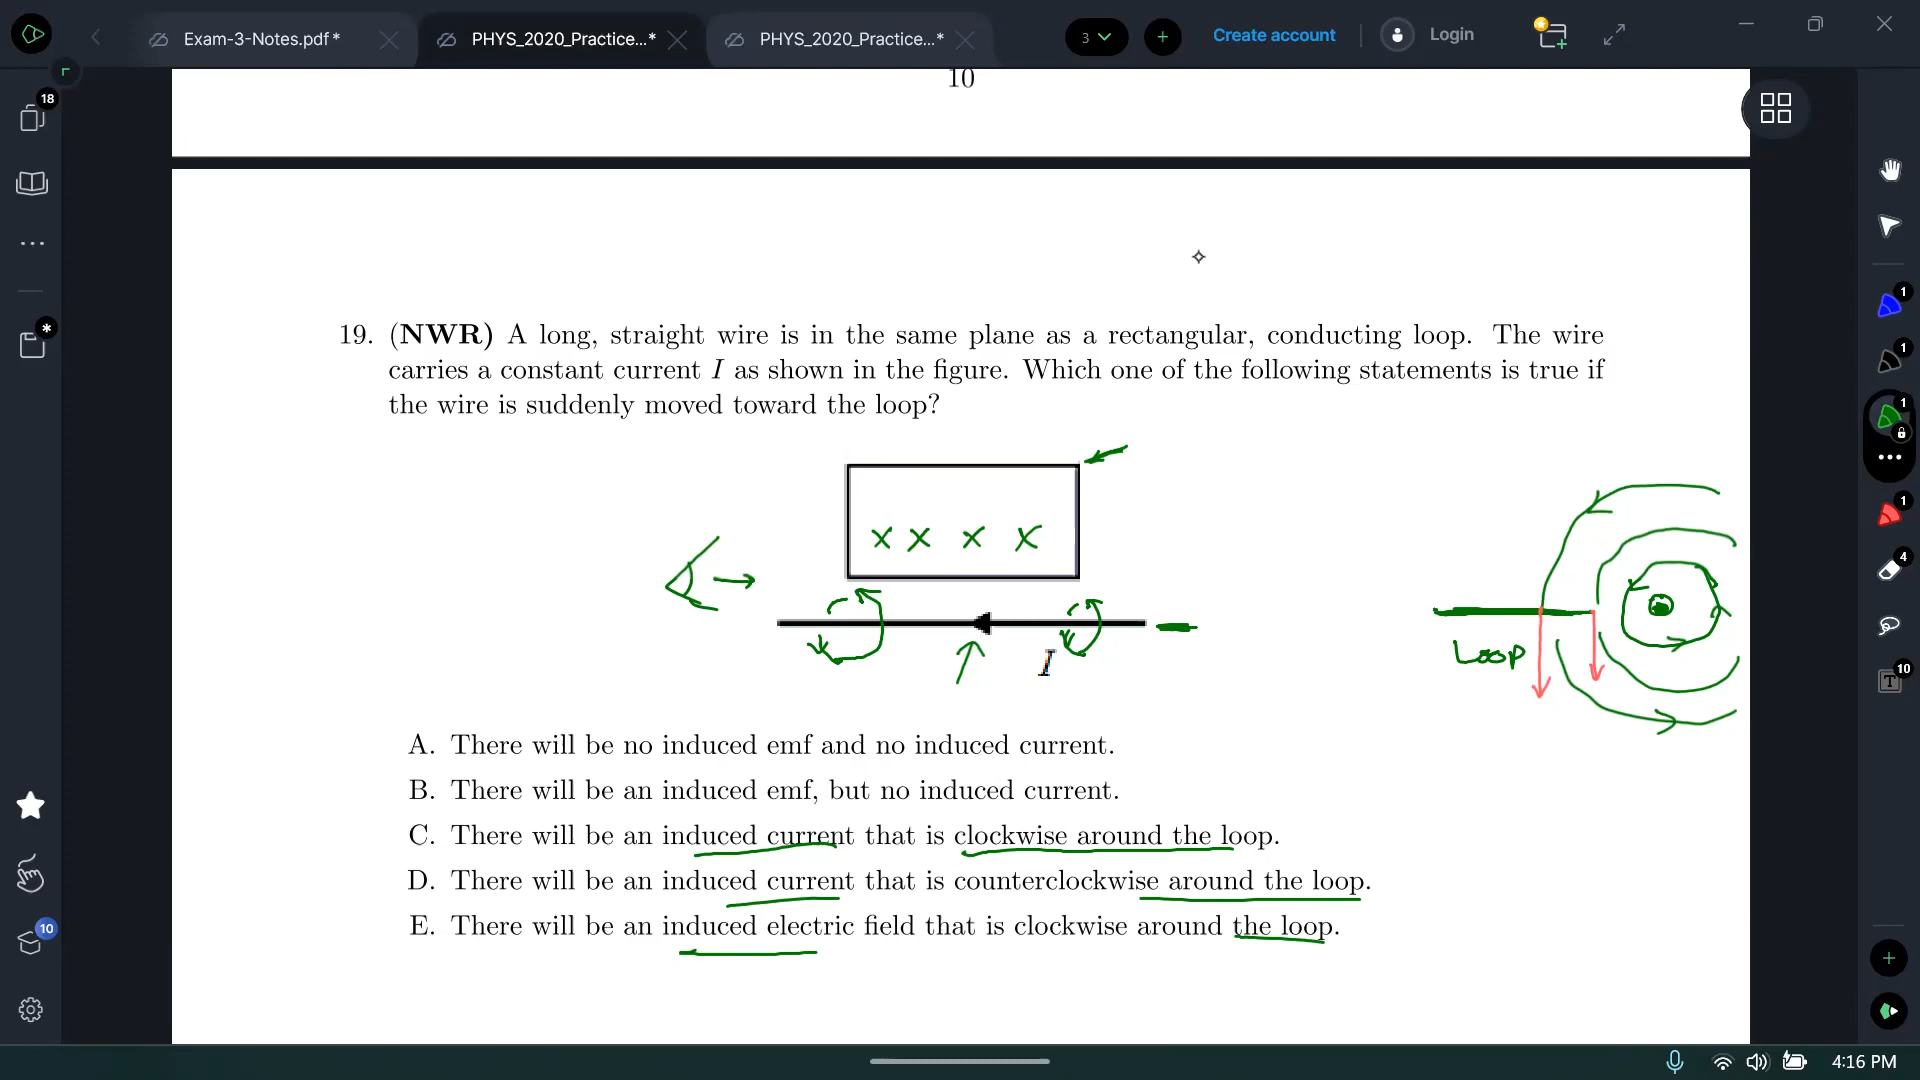 Exam-3-Notes.pdf*
PHYS_2020_Practice...*
PHYS_2020_Practice...*
3
Create account
Login
18
10
19. (NWR) A long, straight wire is in the same plane as a rectangular, conducting loop. The wire
carries a constant current I as shown in the figure. Which one of the following statements is true if
the wire is suddenly moved toward the loop?
x x x x
I
Loop
A. There will be no induced emf and no induced current.
B. There will be an induced emf, but no induced current.
C. There will be an induced current that is clockwise around the loop.
D. There will be an induced current that is counterclockwise around the loop.
E. There will be an induced electric field that is clockwise around the loop.
10
1
1
1
1
4
10
4:16 PM